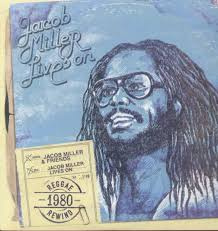 Jacob
Miller
Lives on
JACOB MILLER
& FRIENDS
JACOB MILLER
LIVES ON
REGGAE
1980
REWIND